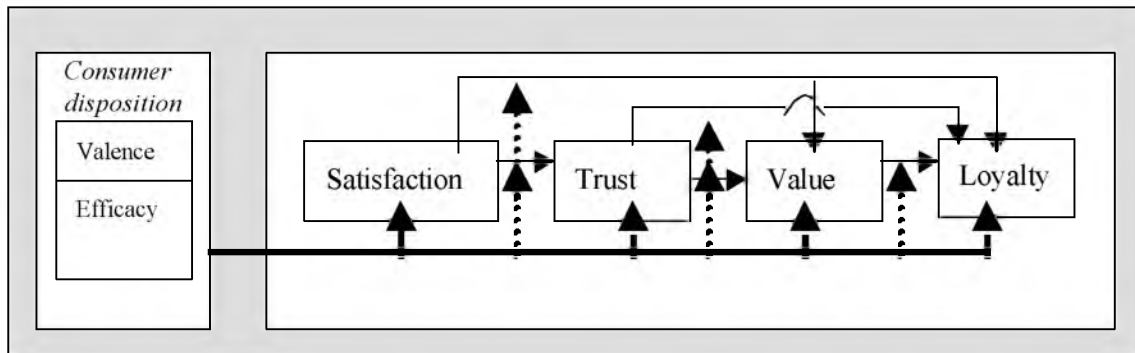 Consumer
disposition
Valence
Efficacy
Satisfaction
Trust
Value
Loyalty